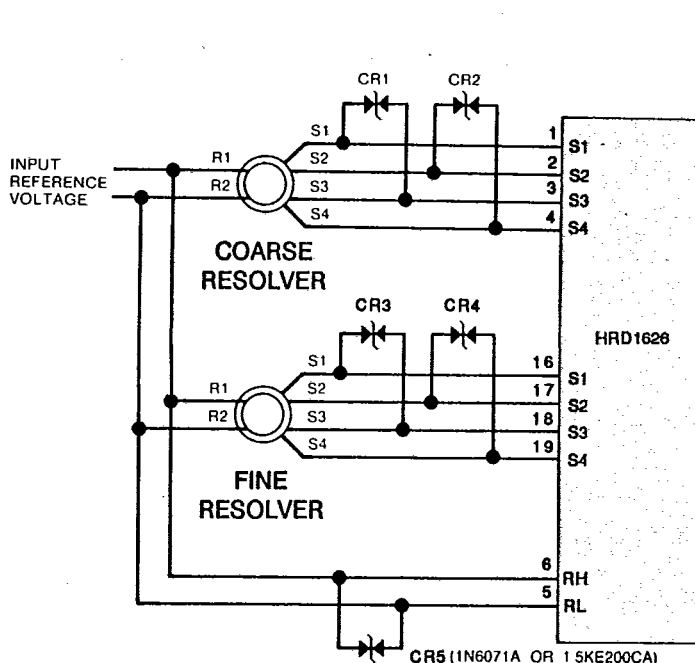 CR1
CR2
S1
1
S1
INPUT
REFERENCE
VOLTAGE
R1
R2
S2
2
S2
S3
3
S3
S4
4
S4
COARSE
RESOLVER
CR3
CR4
HRD1626
S1
16
S1
R1
R2
S2
17
S2
S3
18
S3
S4
19
S4
FINE
RESOLVER
6
RH
5
RL
CR5 (1N6071A OR 1 5KE200CA)